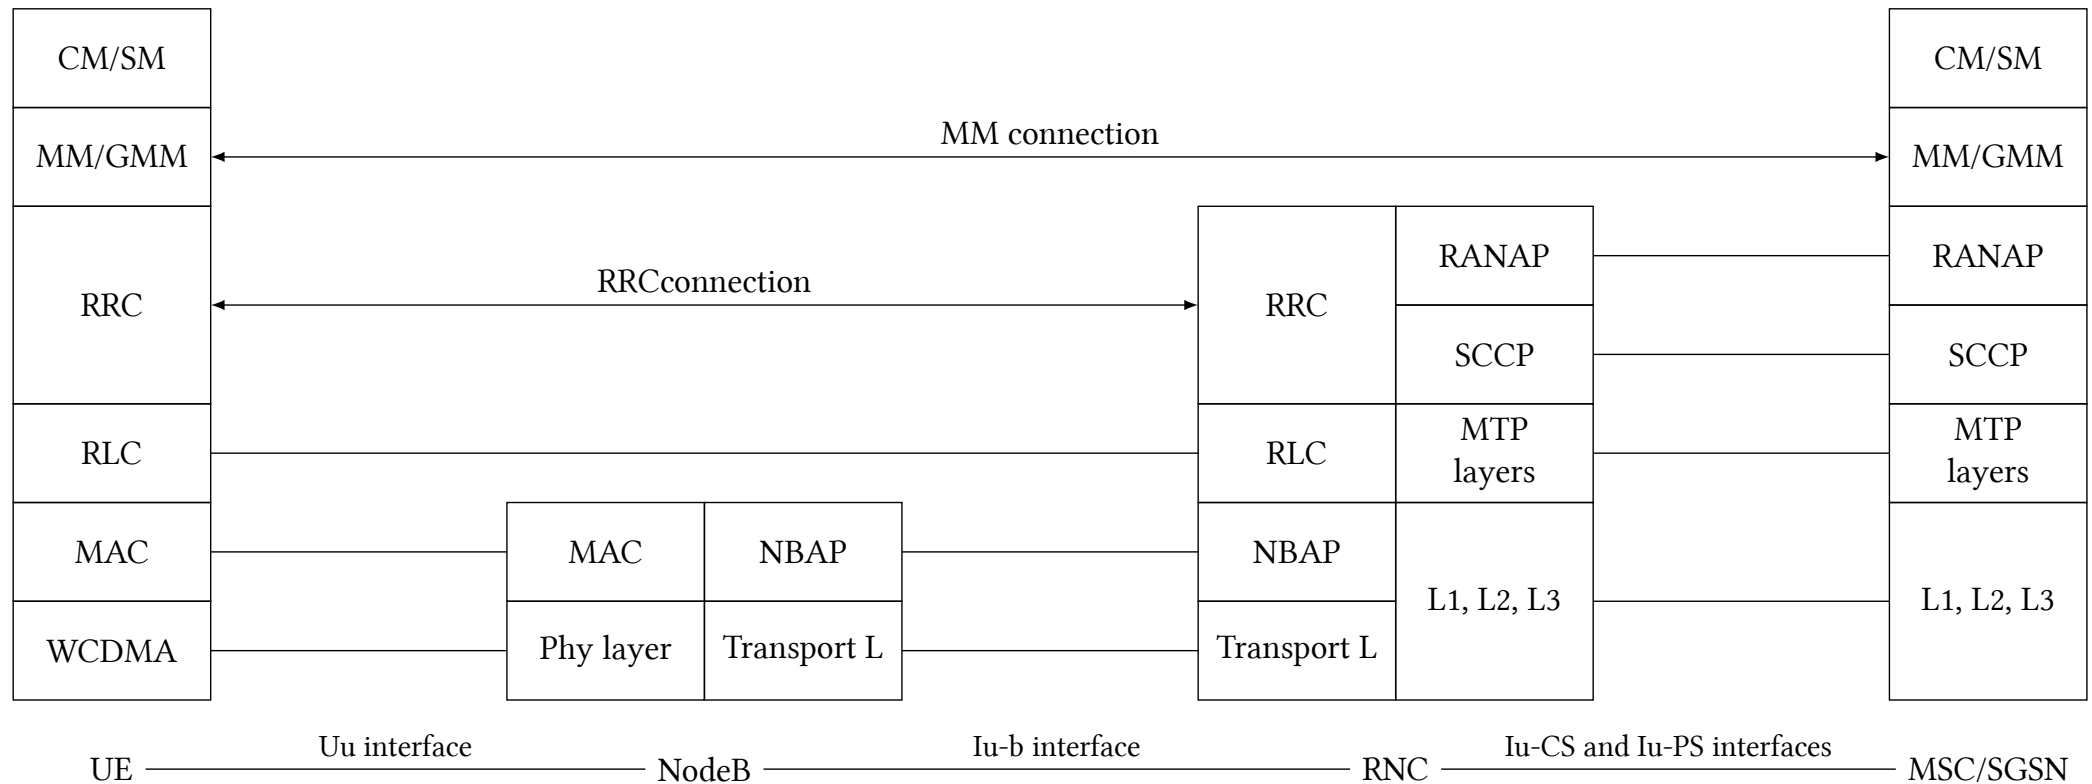 CM/SM
CM/SM
MM connection
MM/GMM
MM/GMM
RANAP
RANAP
RRCconnection
RRC
RRC
SCCP
SCCP
RLC
RLC
MTP
layers
MTP
layers
MAC
MAC
NBAP
NBAP
L1, L2, L3
L1, L2, L3
WCDMA
Phy layer
Transport L
Transport L
Uu interface
Iu-b interface
Iu-CS and Iu-PS interfaces
UE
NodeB
RNC
MSC/SGSN